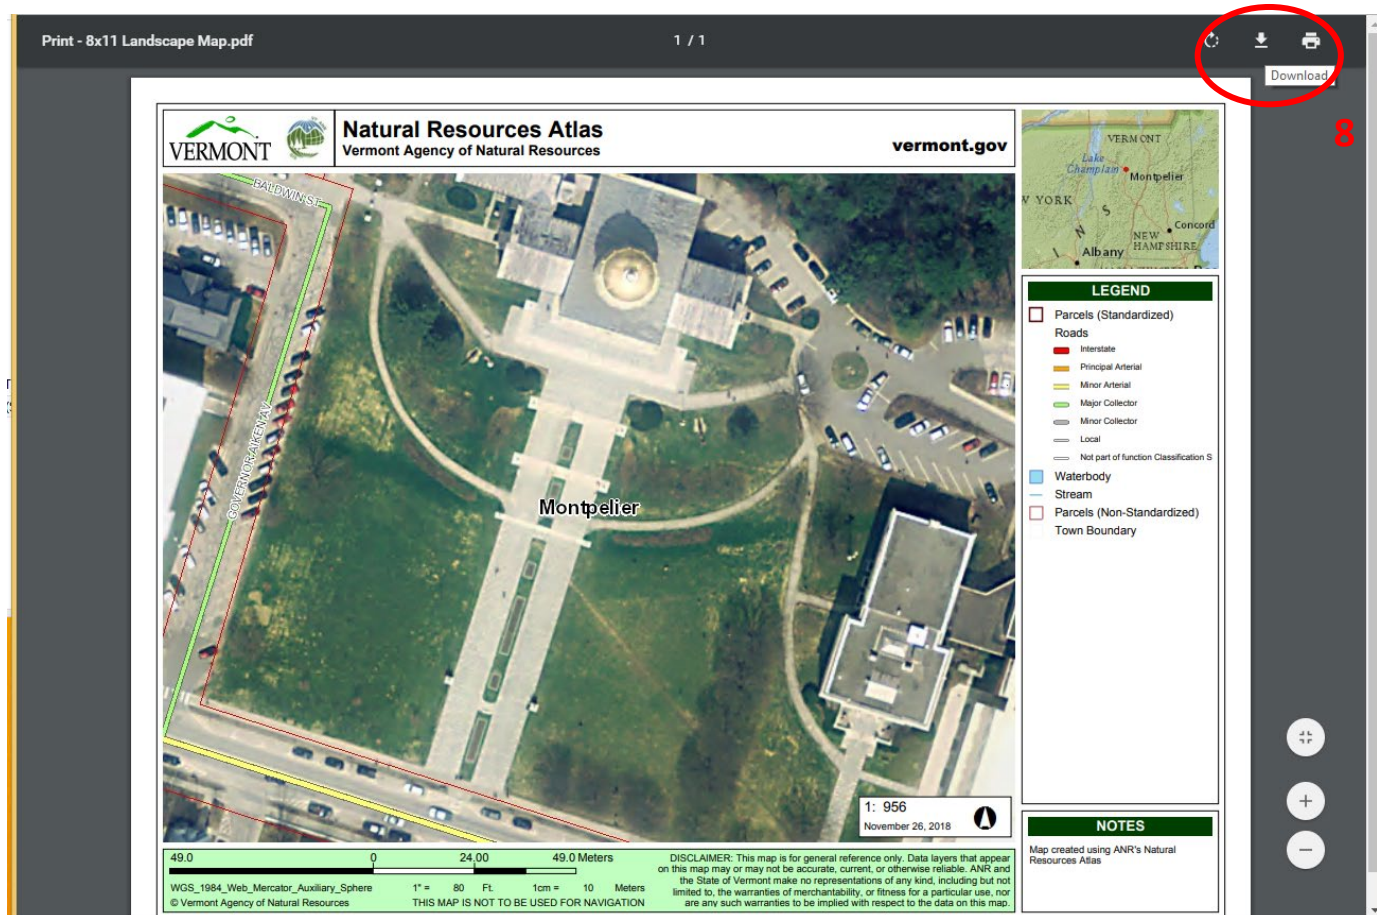 Print - 8x11 Landscape Map.pdf
1 / 1
Download
8
VERMONT
Natural Resources Atlas
Vermont Agency of Natural Resources
vermont.gov
VERMONT
Lake
Champlain
Montpelier
W YORK
Concord
NEW
HAMPSHIRE
Albany
BALDWIN ST
GOVERNOR AIKEN AV
Montpelier
LEGEND
Parcels (Standardized)
Roads
Interstate
Principal Arterial
Minor Arterial
Major Collector
Minor Collector
Local
Not part of function Classification S
Waterbody
Stream
Parcels (Non-Standardized)
Town Boundary
1: 956
November 26, 2018
NOTES
Map created using ANR's Natural
Resources Atlas
49.0 0 24.00 49.0 Meters
WGS_1984_Web_Mercator_Auxiliary_Sphere
1" = 80 Ft. 1cm = 10 Meters
© Vermont Agency of Natural Resources
THIS MAP IS NOT TO BE USED FOR NAVIGATION
DISCLAIMER: This map is for general reference only. Data layers that appear
on this map may or may not be accurate, current, or otherwise reliable. ANR and
the State of Vermont make no representations of any kind, including but not
limited to, the warranties of merchantability, or fitness for a particular use, nor
are any such warranties to be implied with respect to the data on this map.